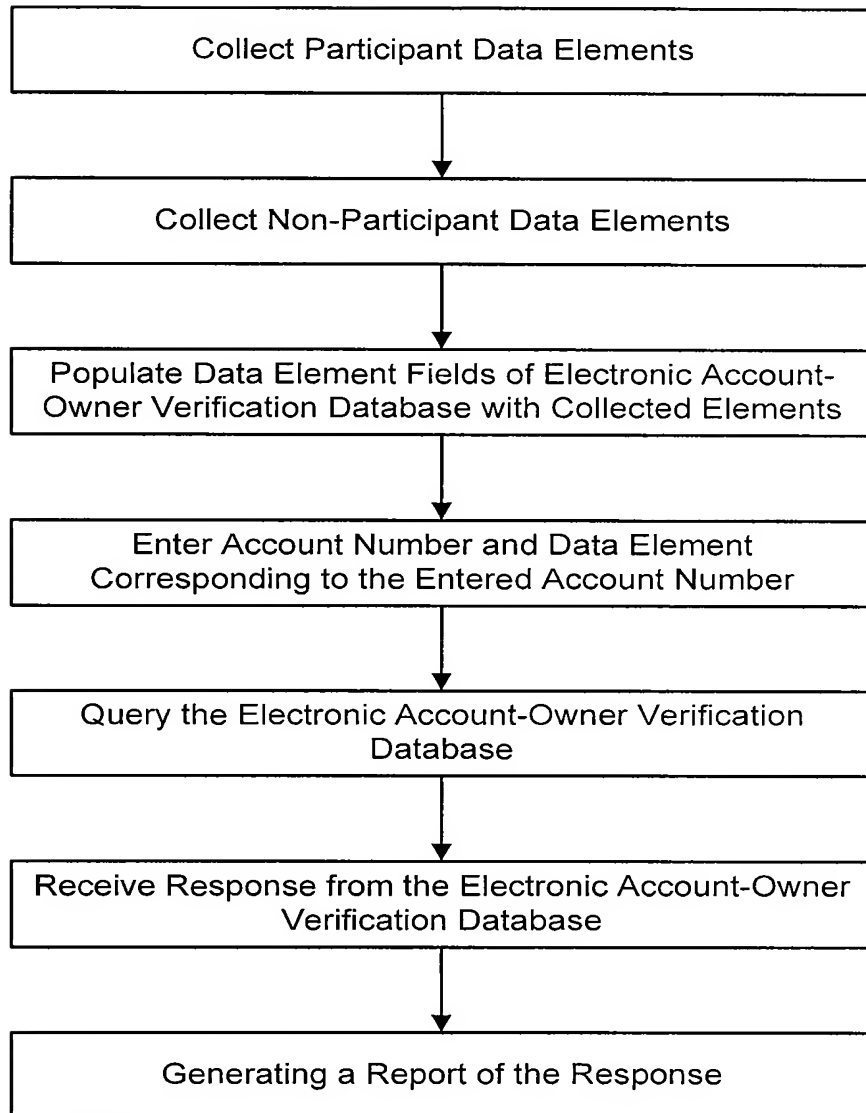 Collect Participant Data Elements
Collect Non-Participant Data Elements
Populate Data Element Fields of Electronic Account-
Owner Verification Database with Collected Elements
Enter Account Number and Data Element
Corresponding to the Entered Account Number
Query the Electronic Account-Owner Verification
Database
Receive Response from the Electronic Account-Owner
Verification Database
Generating a Report of the Response